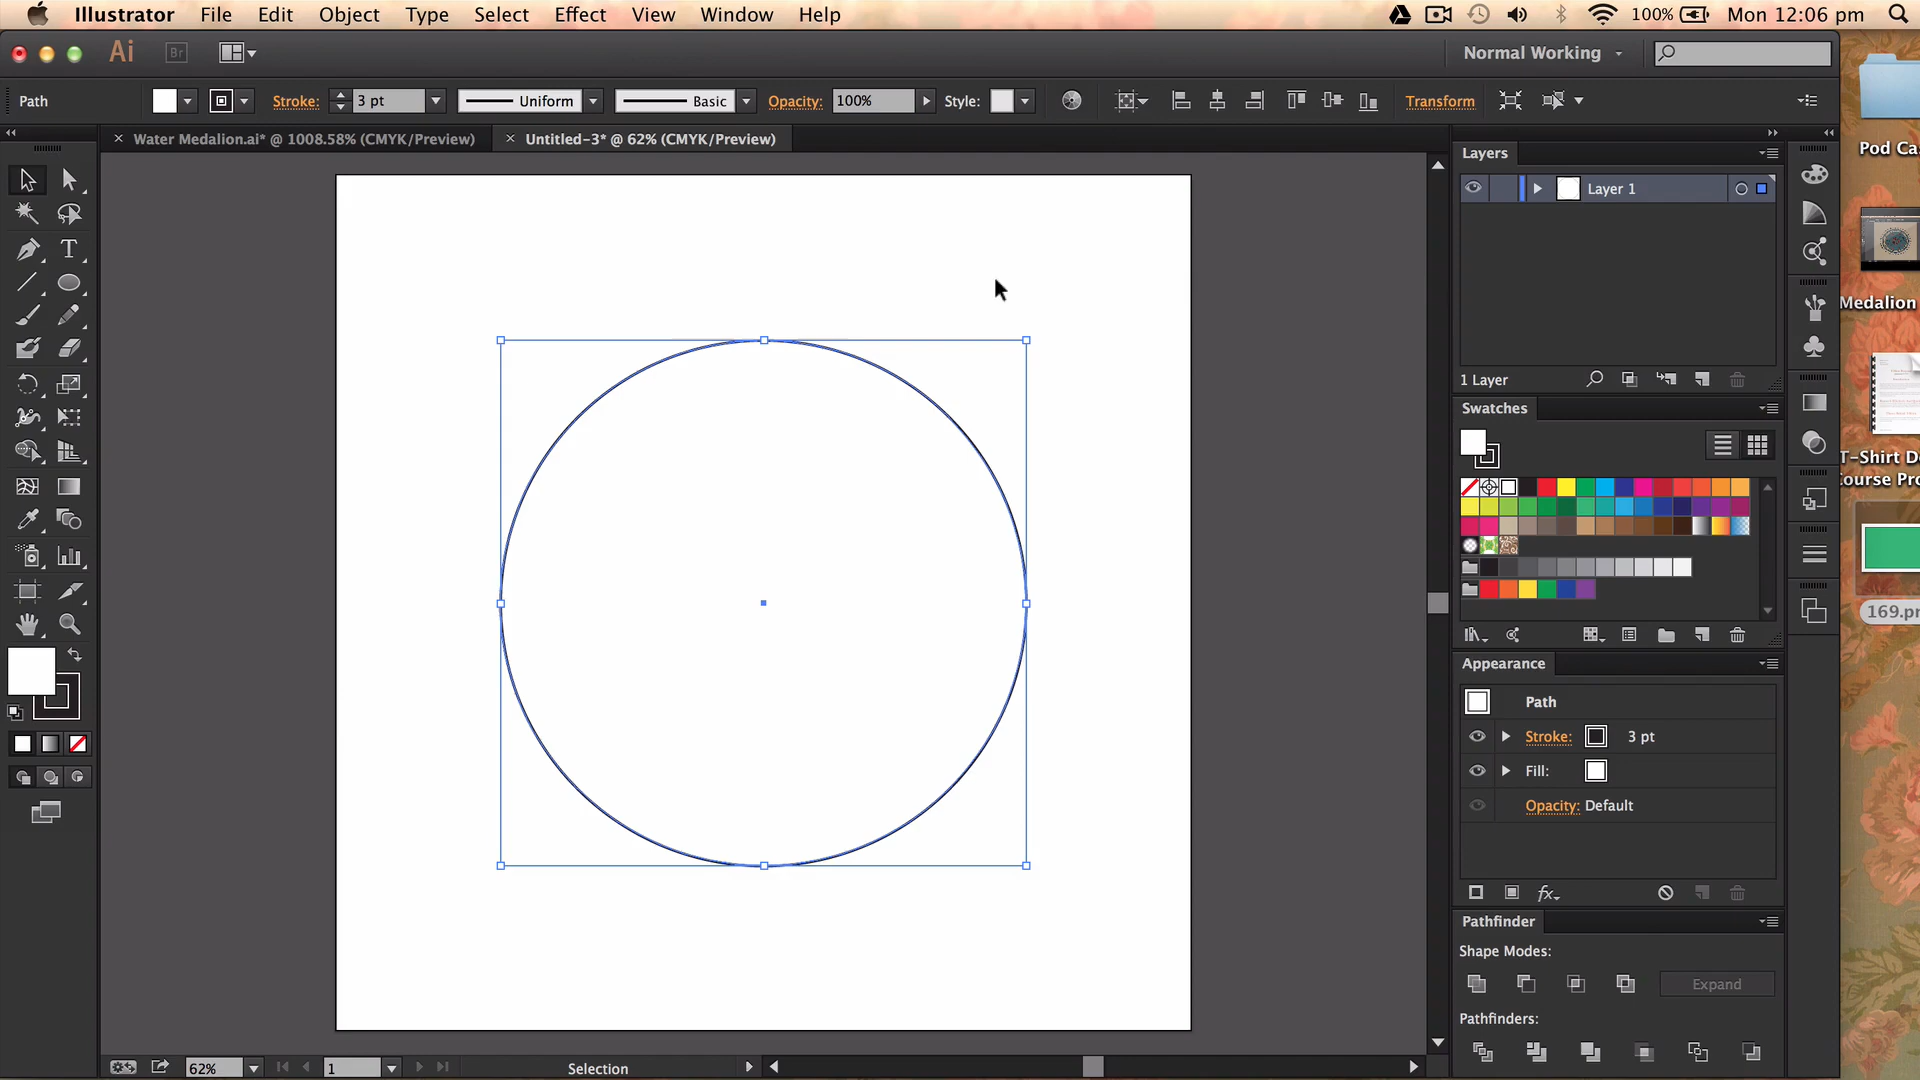 Illustrator File Edit Object Type Select Effect View Window Help 100% Mon 12:06 pm
Ai Br Normal Working
Path Stroke: 3 pt Uniform Basic Opacity: 100% Style: Transform
Water Medalion.ai* @ 1008.58% (CMYK/Preview) Untitled-3* @ 62% (CMYK/Preview)
Layers
Layer 1
1 Layer
Swatches
Appearance
Path
Stroke: 3 pt
Fill:
Opacity: Default
fx
Pathfinder
Shape Modes:
Expand
Pathfinders:
62% 1 Selection
Pod Ca
Medalion
T-Shirt D
ourse Pro
169.p